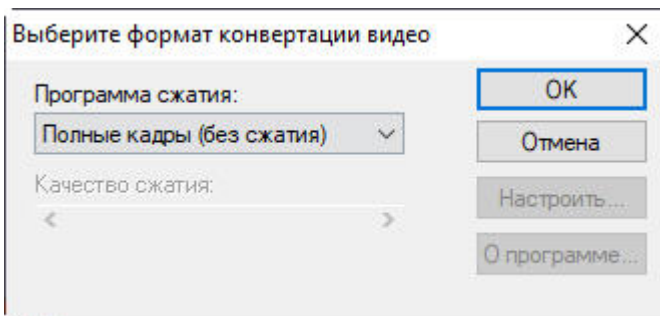 Выберите формат конвертации видео
Программа сжатия:
Полные кадры (без сжатия)
Качество сжатия:
OK
Отмена
Настроить...
О программе...